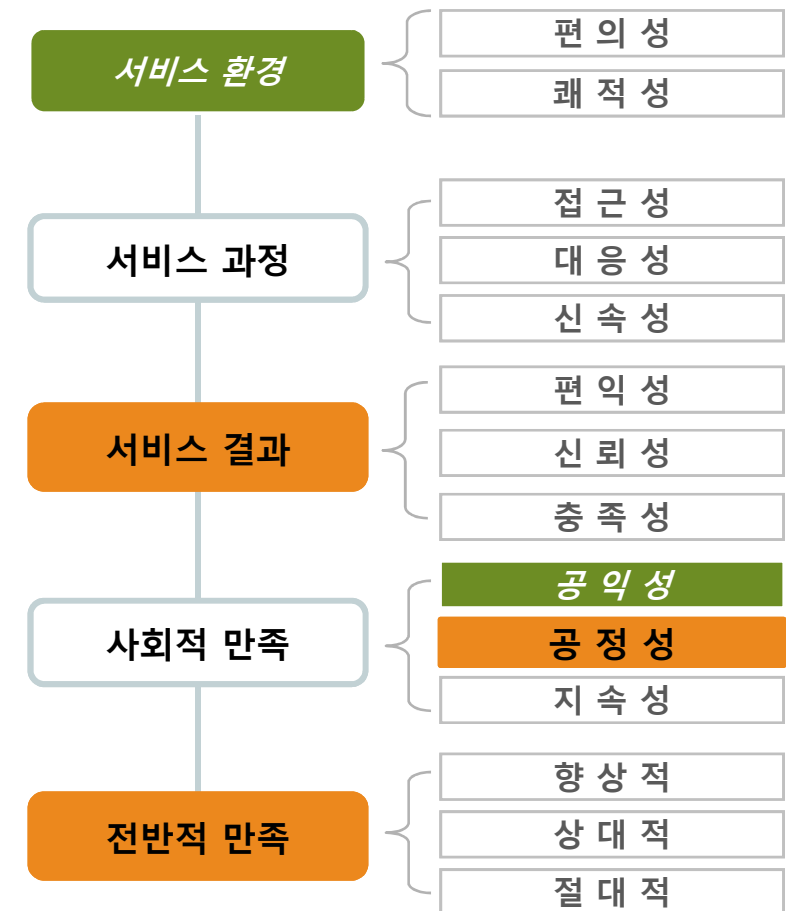 서비스 환경
편 의 성
쾌 적 성
서비스 과정
접 근 성
대 응 성
신 속 성
서비스 결과
편 익 성
신 뢰 성
충 족 성
사회적 만족
공 익 성
공 정 성
지 속 성
전반적 만족
향 상 적
상 대 적
절 대 적